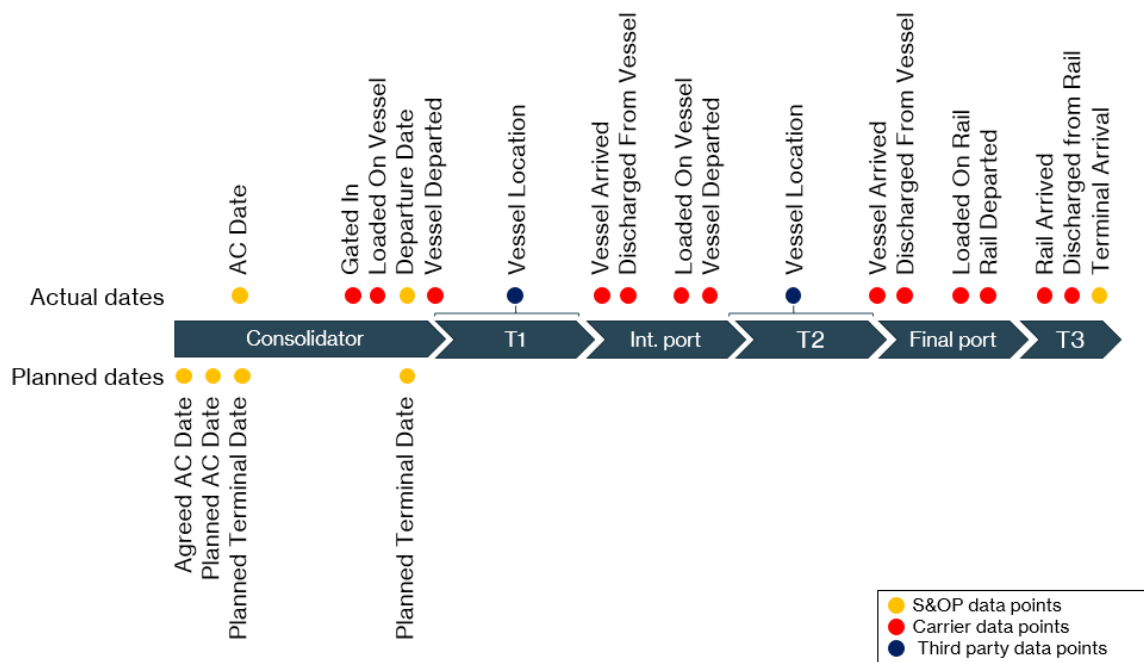 AC Date
Gated In
Loaded On Vessel
Departure Date
Vessel Departed
Vessel Location
Vessel Arrived
Discharged From Vessel
Loaded On Vessel
Vessel Departed
Vessel Location
Vessel Arrived
Discharged From Vessel
Loaded On Rail
Rail Departed
Rail Arrived
Discharged from Rail
Terminal Arrival
Actual dates
Consolidator
T1
Int. port
T2
Final port
T3
Planned dates
Agreed AC Date
Planned AC Date
Planned Terminal Date
Planned Terminal Date
S&OP data points
Carrier data points
Third party data points